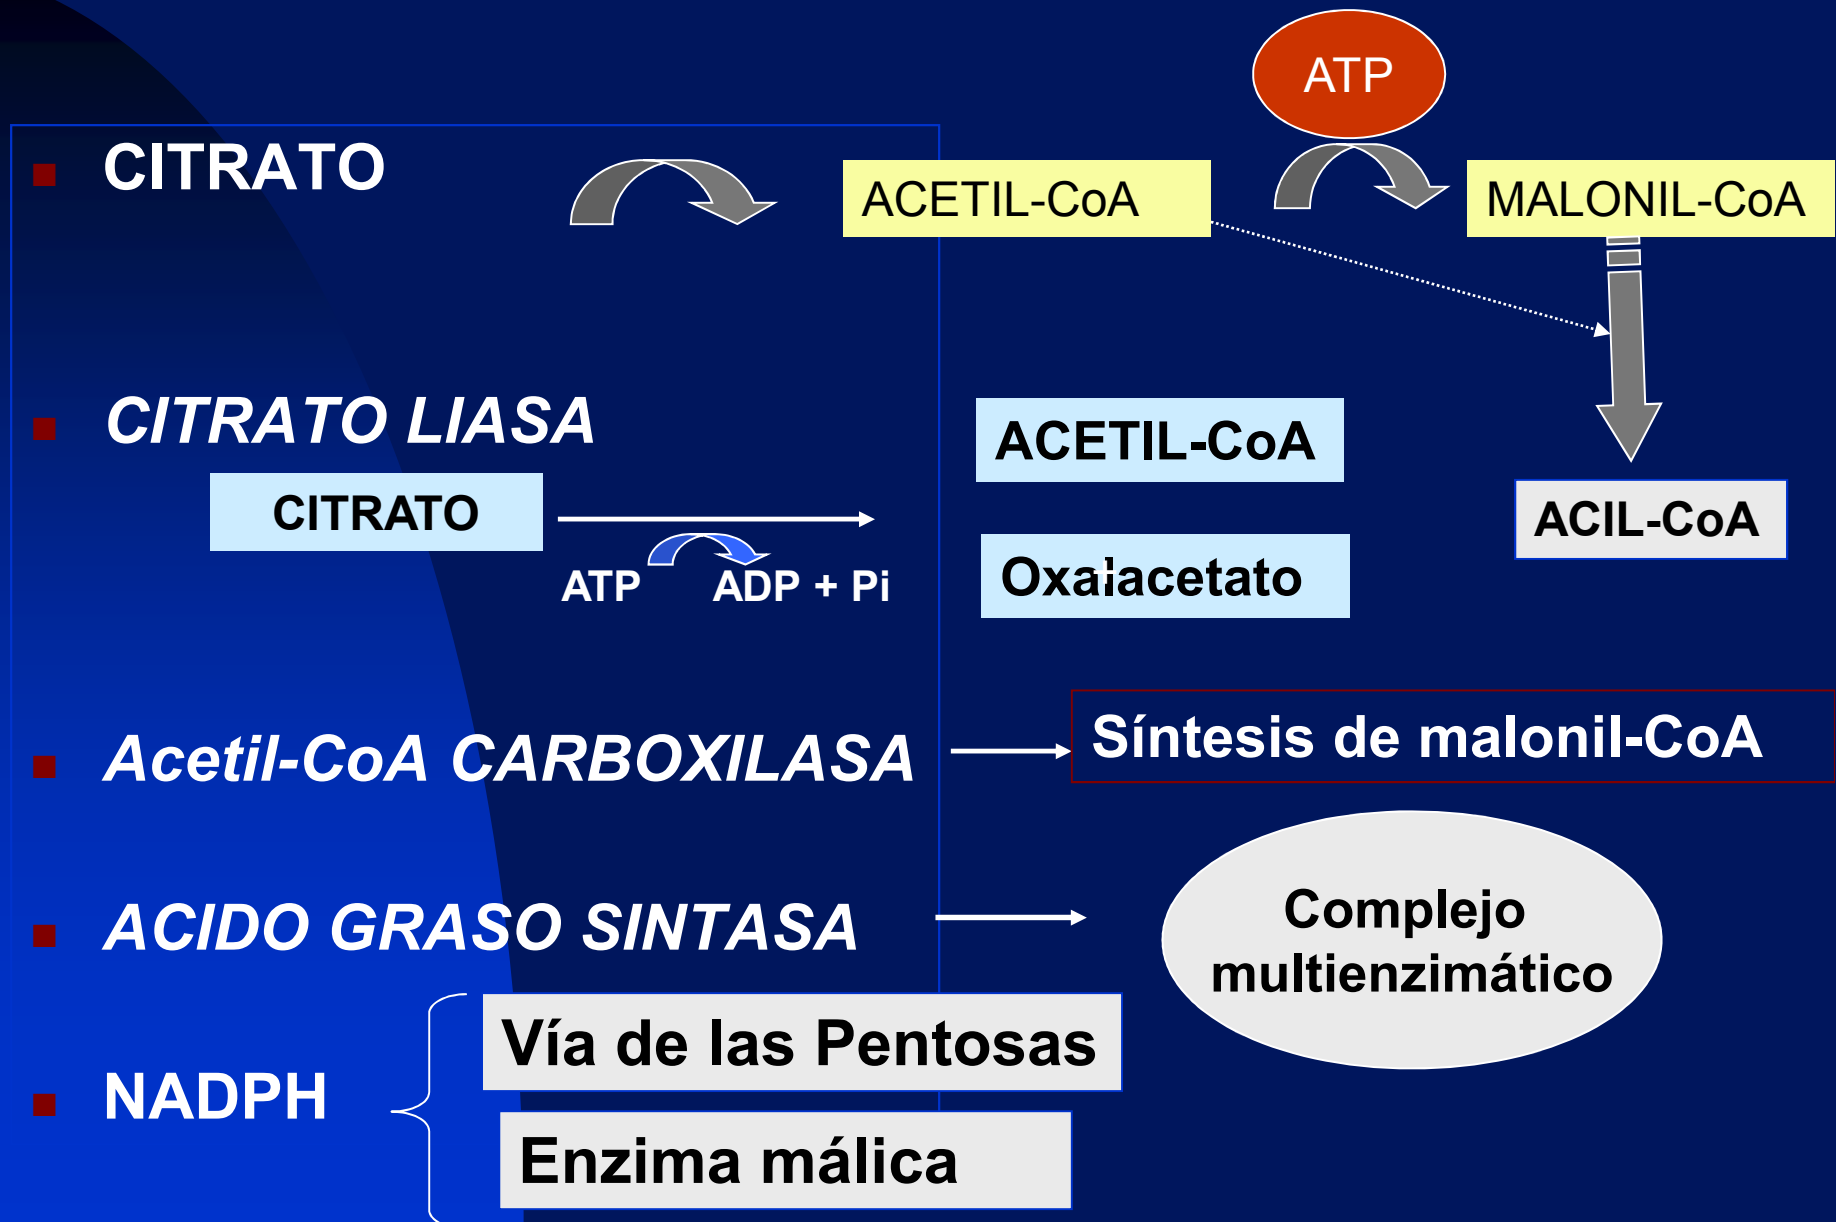 ATP
CITRATO
ACETIL-CoA
MALONIL-CoA
CITRATO LIASA
CITRATO
ACETIL-CoA
ACIL-CoA
+
Oxalacetato
ATP
ADP + Pi
Acetil-CoA CARBOXILASA
Síntesis de malonil-CoA
ACIDO GRASO SINTASA
Complejo
multienzimático
NADPH
Vía de las Pentosas
Enzima málica